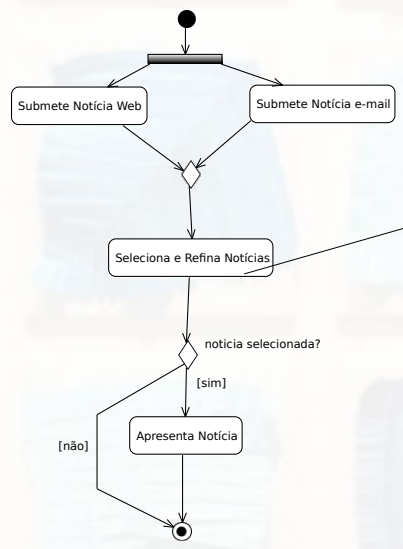 Submete Notícia Web
Submete Notícia e-mail
Seleciona e Refina Notícias
noticia selecionada?
[sim]
[não]
Apresenta Notícia